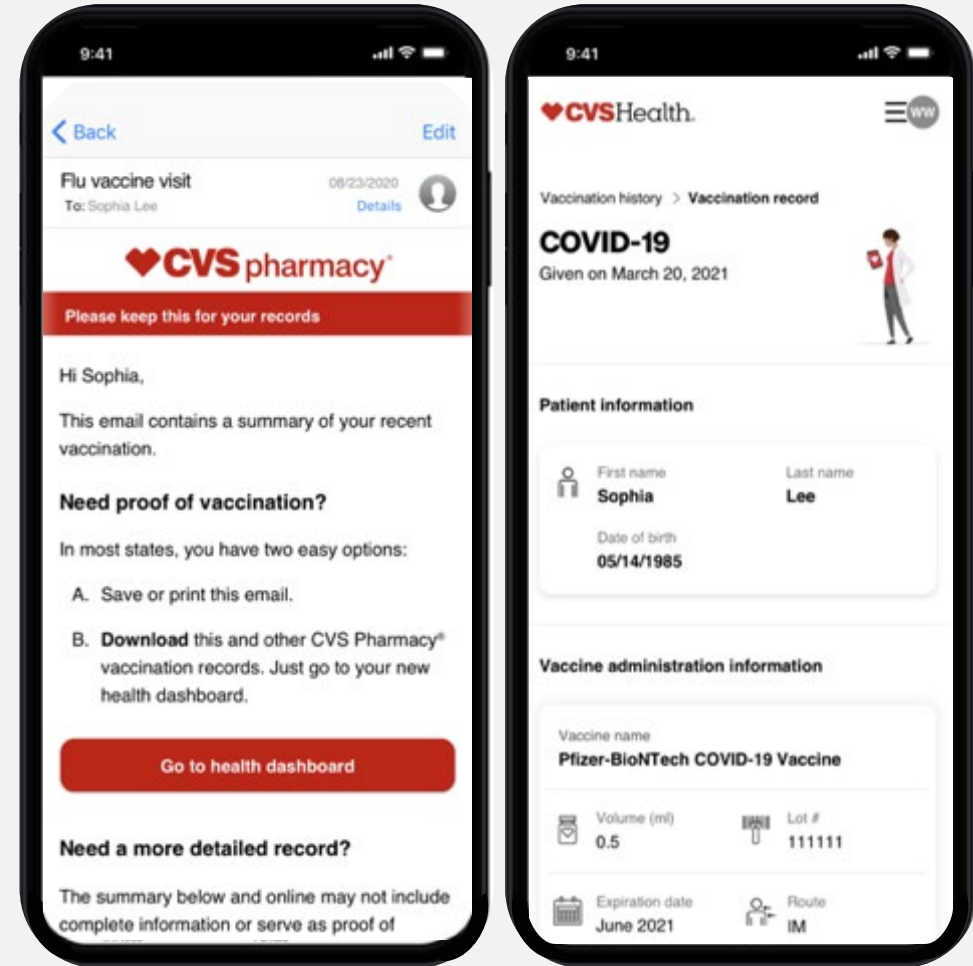 9:41
Back
Edit
Flu vaccine visit
08/23/2020
To: Sophia Lee
Details
CVS pharmacy®
Please keep this for your records
Hi Sophia,
This email contains a summary of your recent
vaccination.
Need proof of vaccination?
In most states, you have two easy options:
A. Save or print this email.
B. Download this and other CVS Pharmacy®
vaccination records. Just go to your new
health dashboard.
Go to health dashboard
Need a more detailed record?
The summary below and online may not include
complete information or serve as proof of
9:41
CVSHealth.
WW
Vaccination history > Vaccination record
COVID-19
Given on March 20, 2021
Patient information
First name
Last name
Sophia
Lee
Date of birth
05/14/1985
Vaccine administration information
Vaccine name
Pfizer-BioNTech COVID-19 Vaccine
Volume (ml)
Lot #
0.5
111111
Expiration date
Route
June 2021
IM